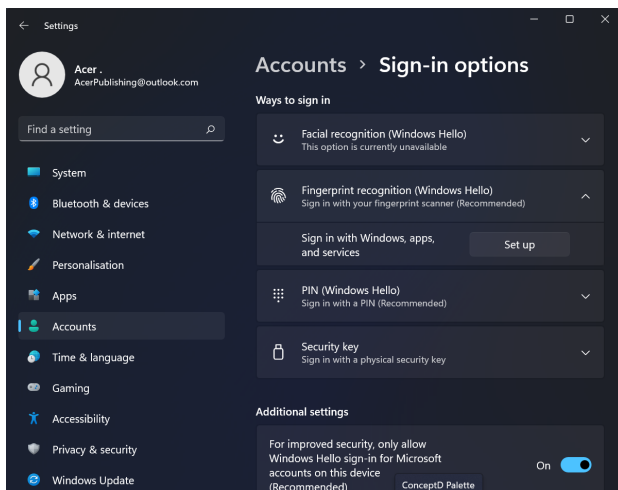 Settings
Acer .
AcerPublishing@outlook.com
Find a setting
System
Bluetooth & devices
Network & internet
Personalisation
Apps
Accounts
Time & language
Gaming
Accessibility
Privacy & security
Windows Update
Accounts > Sign-in options
Ways to sign in
Facial recognition (Windows Hello)
This option is currently unavailable
Fingerprint recognition (Windows Hello)
Sign in with your fingerprint scanner (Recommended)
Sign in with Windows, apps,
and services
Set up
PIN (Windows Hello)
Sign in with a PIN (Recommended)
Security key
Sign in with a physical security key
Additional settings
For improved security, only allow
Windows Hello sign-in for Microsoft
accounts on this device
(Recommended)
On
ConceptD Palette